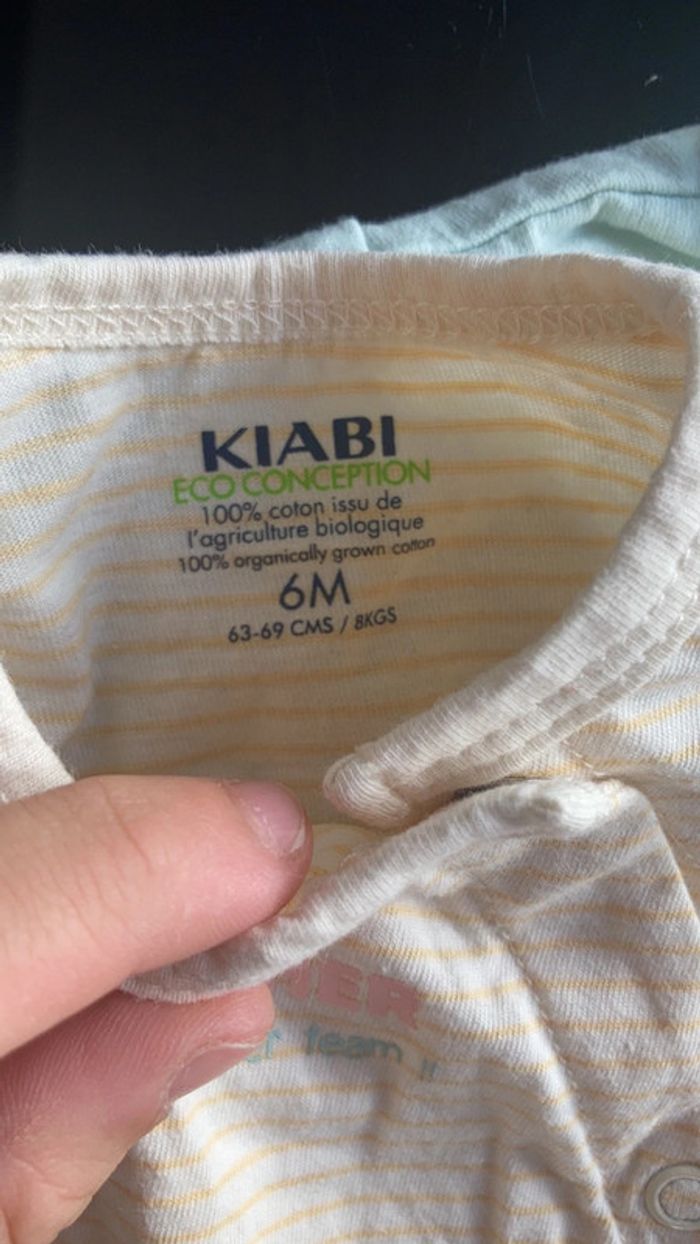 KIABI
ECO CONCEPTION
100% coton issu de
l'agriculture biologique
100% organically grown cotton
6M
63-69 CMS / 8KGS
team !!